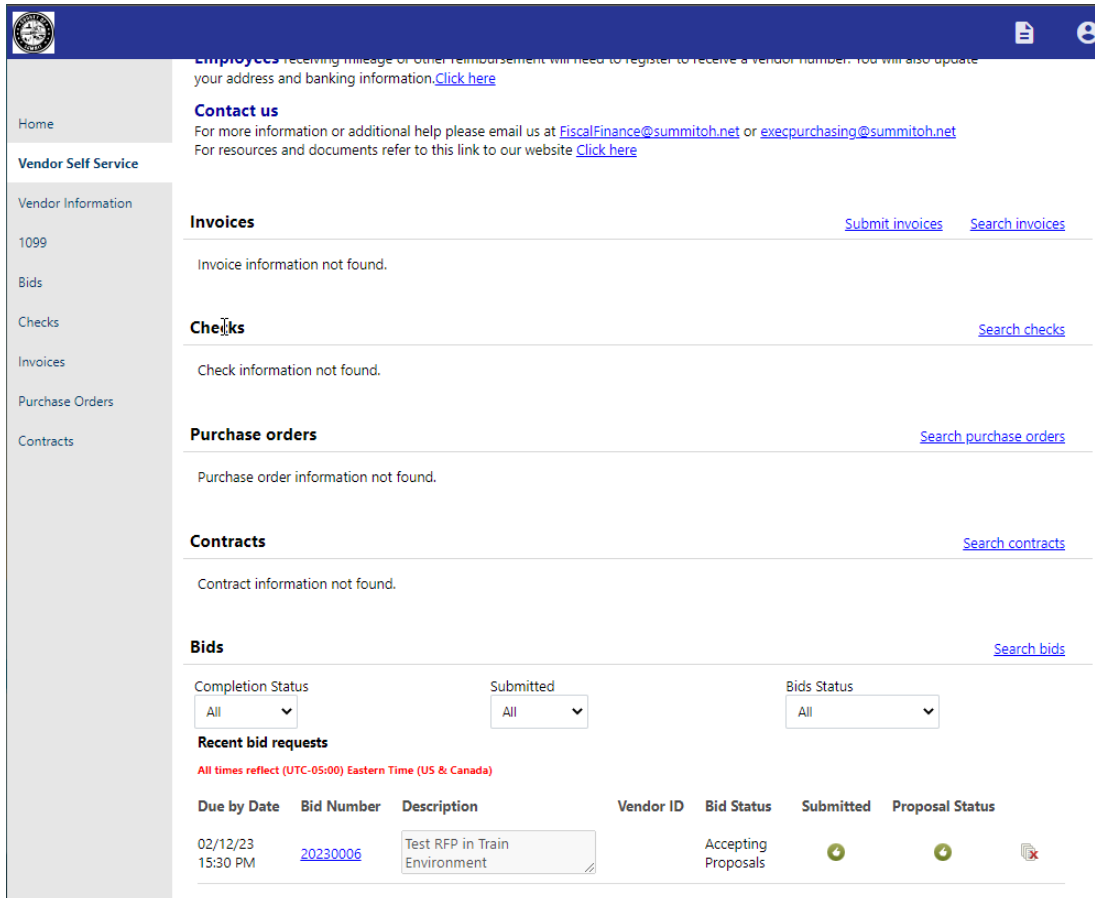 Employees receiving mileage or other reimbursement will need to register to receive a vendor number. You will also update
your address and banking information.Click here
Contact us
For more information or additional help please email us at FiscalFinance@summitoh.net or execpurchasing@summitoh.net
For resources and documents refer to this link to our website Click here
Home
Vendor Self Service
Vendor Information
1099
Bids
Checks
Invoices
Purchase Orders
Contracts
Invoices Submit invoices Search invoices
Invoice information not found.
Checks Search checks
Check information not found.
Purchase orders Search purchase orders
Purchase order information not found.
Contracts Search contracts
Contract information not found.
Bids Search bids
Completion Status Submitted Bids Status
All All All
Recent bid requests
All times reflect (UTC-05:00) Eastern Time (US & Canada)
Due by Date Bid Number Description Vendor ID Bid Status Submitted Proposal Status
02/12/23 15:30 PM 20230006 Test RFP in Train Environment Accepting Proposals